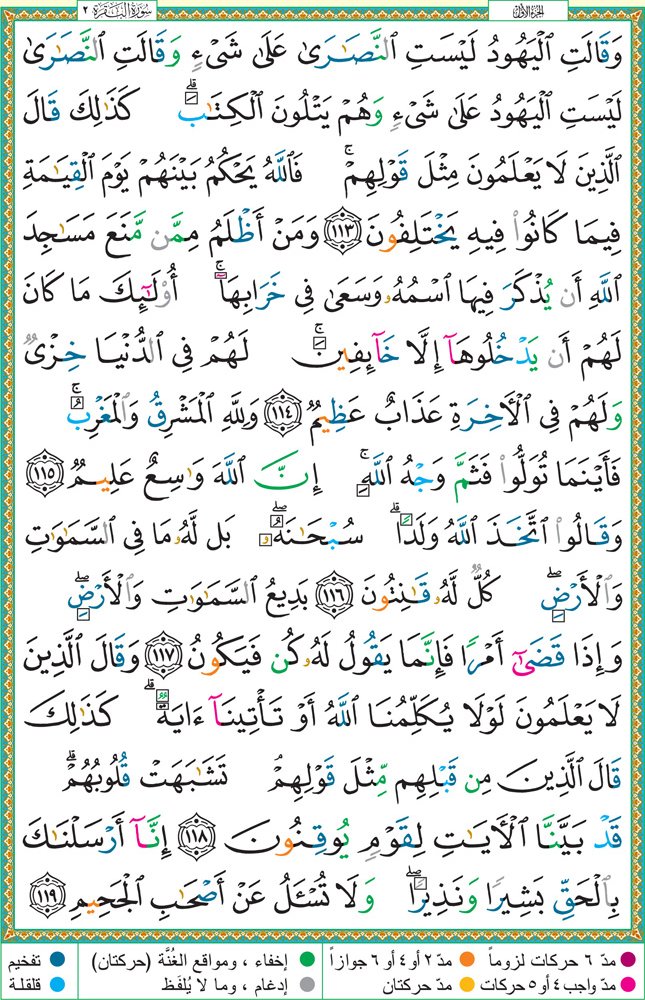 الجزء الأول
سورة البقرة ٢
وَقَالَتِ ٱلْيَهُودُ لَيْسَتِ ٱلنَّصَٰرَىٰ عَلَىٰ شَىْءٍ وَقَالَتِ ٱلنَّصَٰرَىٰ
لَيْسَتِ ٱلْيَهُودُ عَلَىٰ شَىْءٍ وَهُمْ يَتْلُونَ ٱلْكِتَٰبَ ۗ كَذَٰلِكَ قَالَ
ٱلَّذِينَ لَا يَعْلَمُونَ مِثْلَ قَوْلِهِمْ ۚ فَٱللَّهُ يَحْكُمُ بَيْنَهُمْ يَوْمَ ٱلْقِيَٰمَةِ
فِيمَا كَانُوا۟ فِيهِ يَخْتَلِفُونَ ١١٣ وَمَنْ أَظْلَمُ مِمَّن مَّنَعَ مَسَٰجِدَ
ٱللَّهِ أَن يُذْكَرَ فِيهَا ٱسْمُهُۥ وَسَعَىٰ فِى خَرَابِهَآ ۚ أُو۟لَٰٓئِكَ مَا كَانَ
لَهُمْ أَن يَدْخُلُوهَآ إِلَّا خَآئِفِينَ ۚ لَهُمْ فِى ٱلدُّنْيَا خِزْىٌ
وَلَهُمْ فِى ٱلْـَٔاخِرَةِ عَذَابٌ عَظِيمٌ ١١٤ وَلِلَّهِ ٱلْمَشْرِقُ وَٱلْمَغْرِبُ ۚ
فَأَيْنَمَا تُوَلُّوا۟ فَثَمَّ وَجْهُ ٱللَّهِ ۚ إِنَّ ٱللَّهَ وَٰسِعٌ عَلِيمٌ ١١٥
وَقَالُوا۟ ٱتَّخَذَ ٱللَّهُ وَلَدًا ۗ سُبْحَٰنَهُۥ ۖ بَل لَّهُۥ مَا فِى ٱلسَّمَٰوَٰتِ
وَٱلْأَرْضِ ۖ كُلٌّ لَّهُۥ قَٰنِتُونَ ١١٦ بَدِيعُ ٱلسَّمَٰوَٰتِ وَٱلْأَرْضِ ۖ
وَإِذَا قَضَىٰٓ أَمْرًا فَإِنَّمَا يَقُولُ لَهُۥ كُن فَيَكُونُ ١١٧ وَقَالَ ٱلَّذِينَ
لَا يَعْلَمُونَ لَوْلَا يُكَلِّمُنَا ٱللَّهُ أَوْ تَأْتِينَآ ءَايَةٌ ۗ كَذَٰلِكَ
قَالَ ٱلَّذِينَ مِن قَبْلِهِم مِّثْلَ قَوْلِهِمْ ۘ تَشَٰبَهَتْ قُلُوبُهُمْ ۗ
قَدْ بَيَّنَّا ٱلْـَٔايَٰتِ لِقَوْمٍ يُوقِنُونَ ١١٨ إِنَّآ أَرْسَلْنَٰكَ
بِٱلْحَقِّ بَشِيرًا وَنَذِيرًا ۖ وَلَا تُسْـَٔلُ عَنْ أَصْحَٰبِ ٱلْجَحِيمِ ١١٩
مدّ ٦ حركات لزوماً
مدّ ٢ أو ٤ أو ٦ جوازاً
إخفاء ، ومواقع الغُنَّة (حركتان)
تفخيم
مدّ واجب ٤ أو ٥ حركات
مدّ حركتان
إدغام ، وما لا يُلفَظ
قلقلة